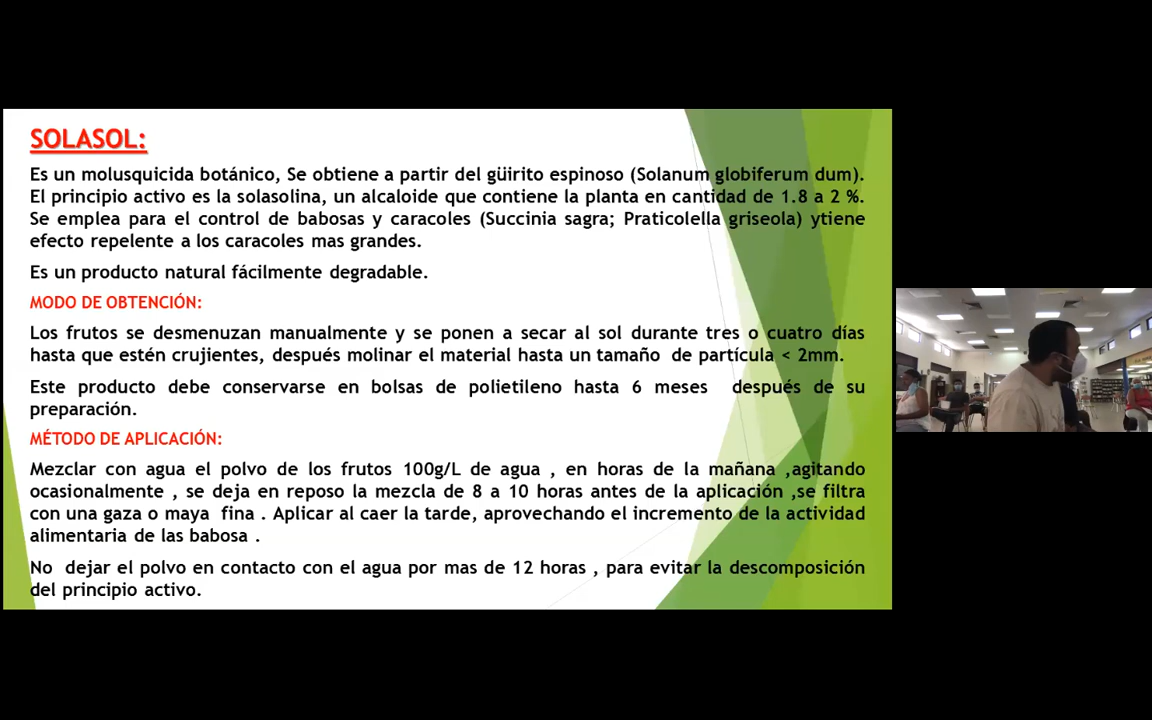 SOLASOL:
Es un molusquicida botánico, Se obtiene a partir del güirito espinoso (Solanum globiferum dum).
El principio activo es la solasolina, un alcaloide que contiene la planta en cantidad de 1.8 a 2 %.
Se emplea para el control de babosas y caracoles (Succinia sagra; Praticolella griseola) ytiene
efecto repelente a los caracoles mas grandes.
Es un producto natural fácilmente degradable.
MODO DE OBTENCIÓN:
Los frutos se desmenuzan manualmente y se ponen a secar al sol durante tres o cuatro días
hasta que estén crujientes, después molinar el material hasta un tamaño de partícula < 2mm.
Este producto debe conservarse en bolsas de polietileno hasta 6 meses después de su
preparación.
MÉTODO DE APLICACIÓN:
Mezclar con agua el polvo de los frutos 100g/L de agua , en horas de la mañana ,agitando
ocasionalmente , se deja en reposo la mezcla de 8 a 10 horas antes de la aplicación ,se filtra
con una gaza o maya fina . Aplicar al caer la tarde, aprovechando el incremento de la actividad
alimentaria de las babosa .
No dejar el polvo en contacto con el agua por mas de 12 horas , para evitar la descomposición
del principio activo.